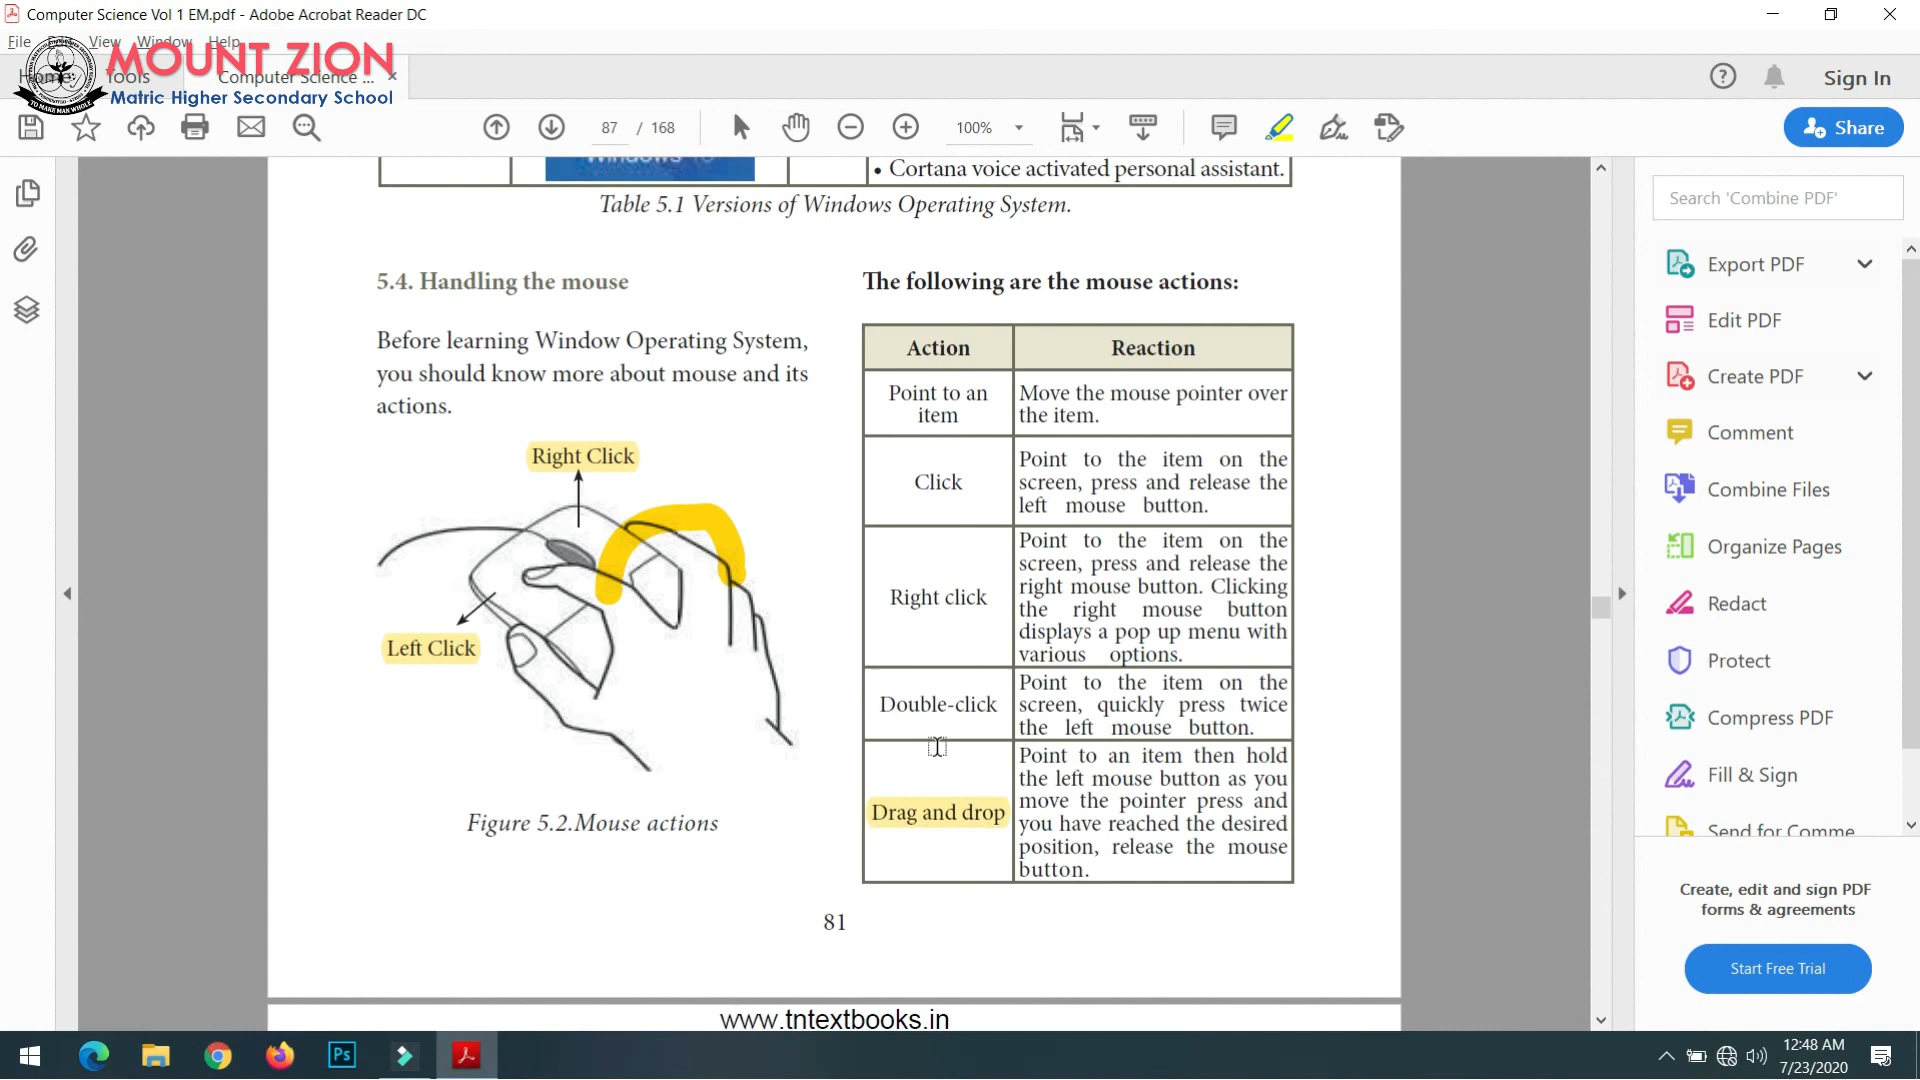 Computer Science Vol 1 EM.pdf - Adobe Acrobat Reader DC
File Edit View Window Help
MOUNT ZION
Matric Higher Secondary School
TO MAKE MAN WHOLE
Home Tools Computer Science ... ×
Sign In
87 / 168
100%
Share
• Cortana voice activated personal assistant.
Table 5.1 Versions of Windows Operating System.
5.4. Handling the mouse
Before learning Window Operating System,
you should know more about mouse and its
actions.
Right Click
Left Click
Figure 5.2.Mouse actions
The following are the mouse actions:
Action Reaction
Point to an
item
Move the mouse pointer over
the item.
Click
Point to the item on the
screen, press and release the
left mouse button.
Right click
Point to the item on the
screen, press and release the
right mouse button. Clicking
the right mouse button
displays a pop up menu with
various options.
Double-click
Point to the item on the
screen, quickly press twice
the left mouse button.
Drag and drop
Point to an item then hold
the left mouse button as you
move the pointer press and
you have reached the desired
position, release the mouse
button.
81
www.tntextbooks.in
Search 'Combine PDF'
Export PDF
Edit PDF
Create PDF
Comment
Combine Files
Organize Pages
Redact
Protect
Compress PDF
Fill & Sign
Send for Comme
Create, edit and sign PDF
forms & agreements
Start Free Trial
Ps
12:48 AM
7/23/2020